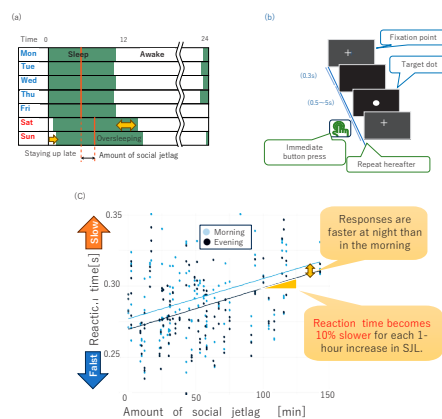 (a)
Time 0 12 24
Mon Sleep Awake
Tue
Wed
Thu
Fri
Sat
Sun Oversleeping
Staying up late Amount of social jetlag
(b)
Fixation point
Target dot
(0.3s)
(0.5—5s)
Immediate
button press
Repeat hereafter
(C)
Slow
Falst
Reaction time[s]
0.35
0.30
0.25
Morning
Evening
0 50 100 150
Amount of social jetlag [min]
Responses are
faster at night than
in the morning
Reaction time becomes
10% slower for each 1-
hour increase in SJL.